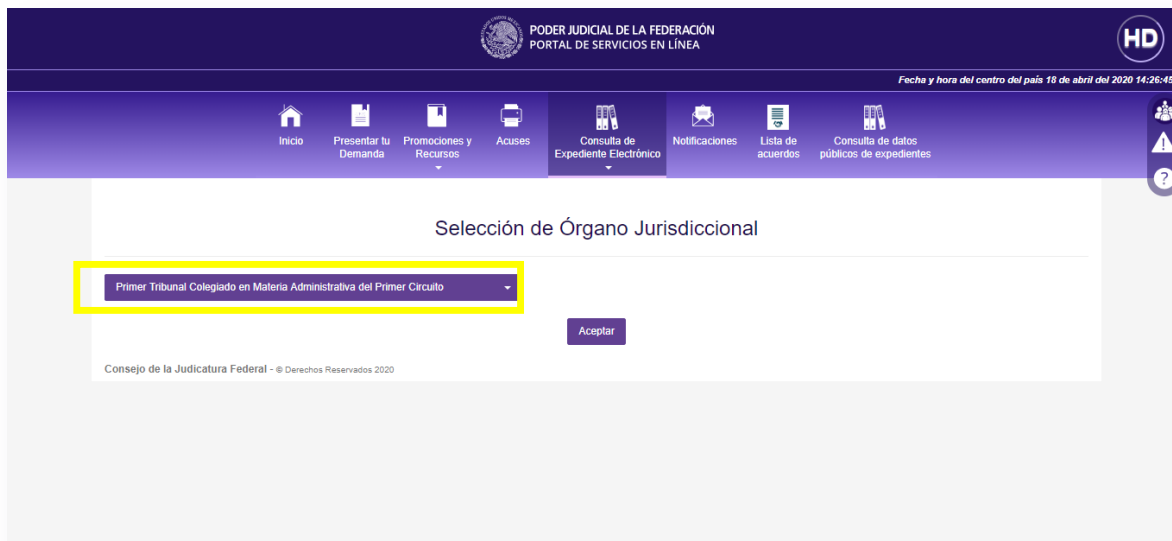 PODER JUDICIAL DE LA FEDERACIÓN
PORTAL DE SERVICIOS EN LÍNEA
HD
Fecha y hora del centro del país 18 de abril del 2020 14:26:45
Inicio
Presentar tu
Demanda
Promociones y
Recursos
Acuses
Consulta de
Expediente Electrónico
Notificaciones
Lista de
acuerdos
Consulta de datos
públicos de expedientes
?
Selección de Órgano Jurisdiccional
Primer Tribunal Colegiado en Materia Administrativa del Primer Circuito
Aceptar
Consejo de la Judicatura Federal - © Derechos Reservados 2020